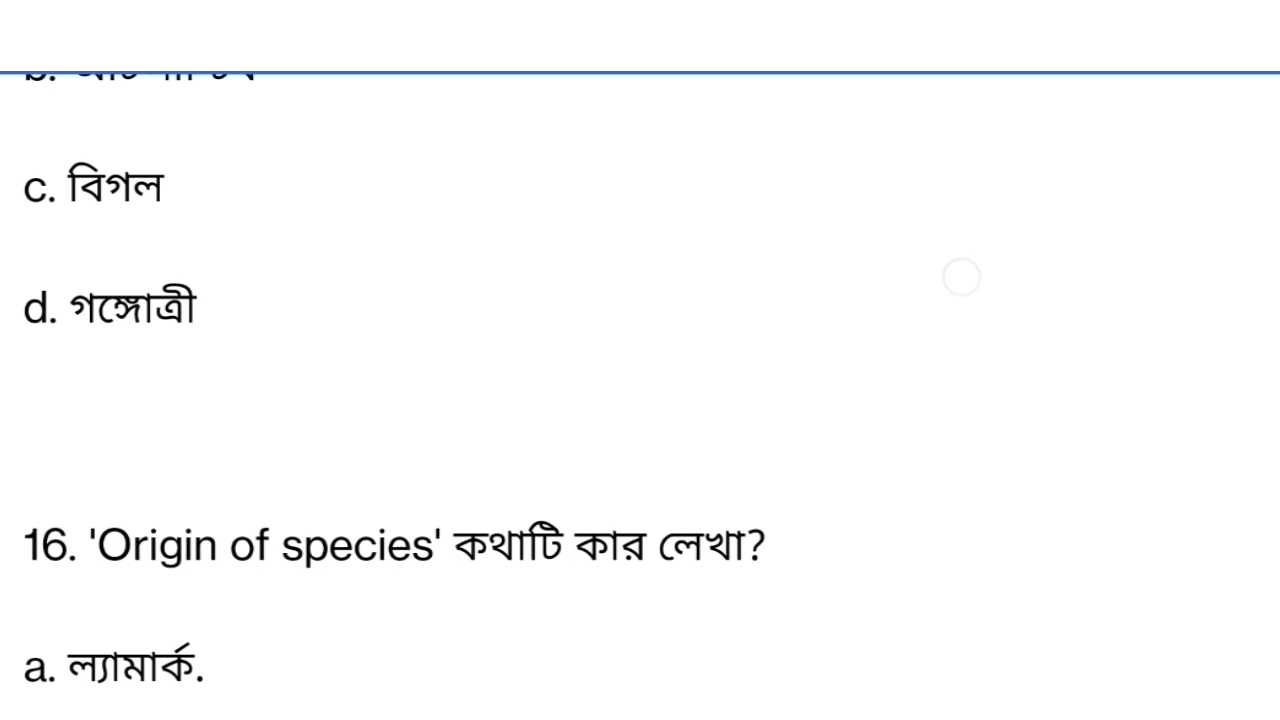 c. বিগল
d. গঙ্গোত্রী
16. 'Origin of species' কথাটি কার লেখা?
a. ল্যামার্ক.